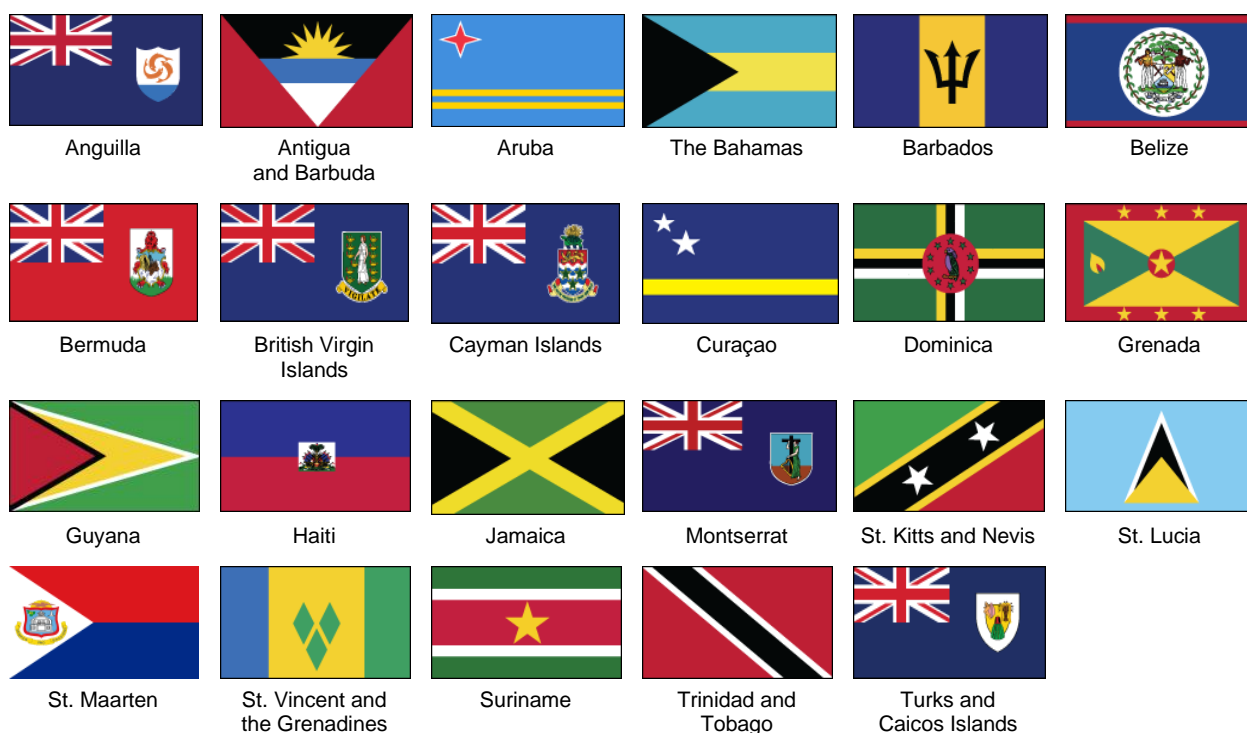 Anguilla
Antigua
and Barbuda
Aruba
The Bahamas
Barbados
Belize
VIGILATE
Bermuda
British Virgin
Islands
Cayman Islands
Curaçao
Dominica
Grenada
Guyana
Haiti
Jamaica
Montserrat
St. Kitts and Nevis
St. Lucia
St. Maarten
St. Vincent and
the Grenadines
Suriname
Trinidad and
Tobago
Turks and
Caicos Islands